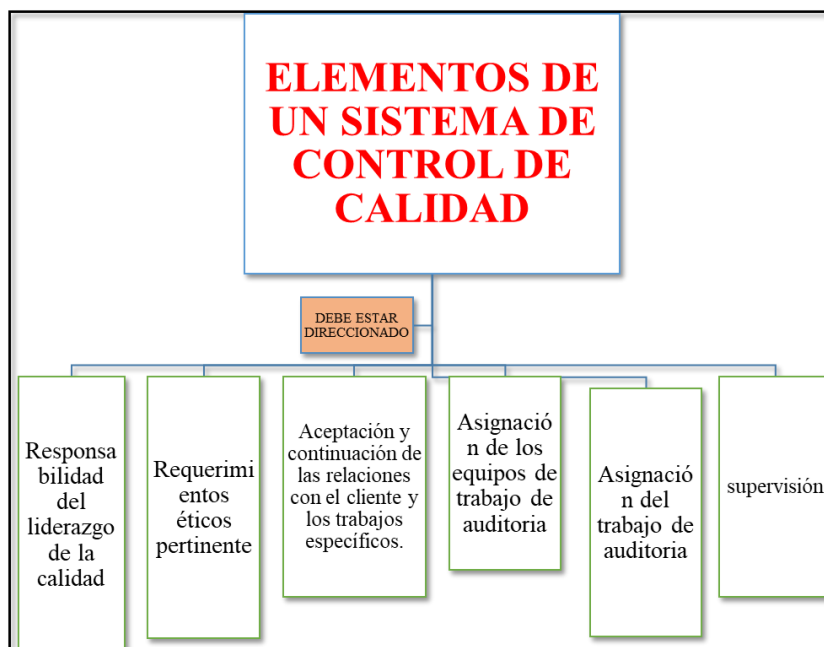 ELEMENTOS DE
UN SISTEMA DE
CONTROL DE
CALIDAD
DEBE ESTAR
DIRECCIONADO
Responsa
bilidad
del
liderazgo
de la
calidad
Requerimi
entos
éticos
pertinente
Aceptación y
continuación de
las relaciones
con el cliente y
los trabajos
específicos.
Asignació
n de los
equipos de
trabajo de
auditoria
Asignació
n del
trabajo de
auditoria
supervisión